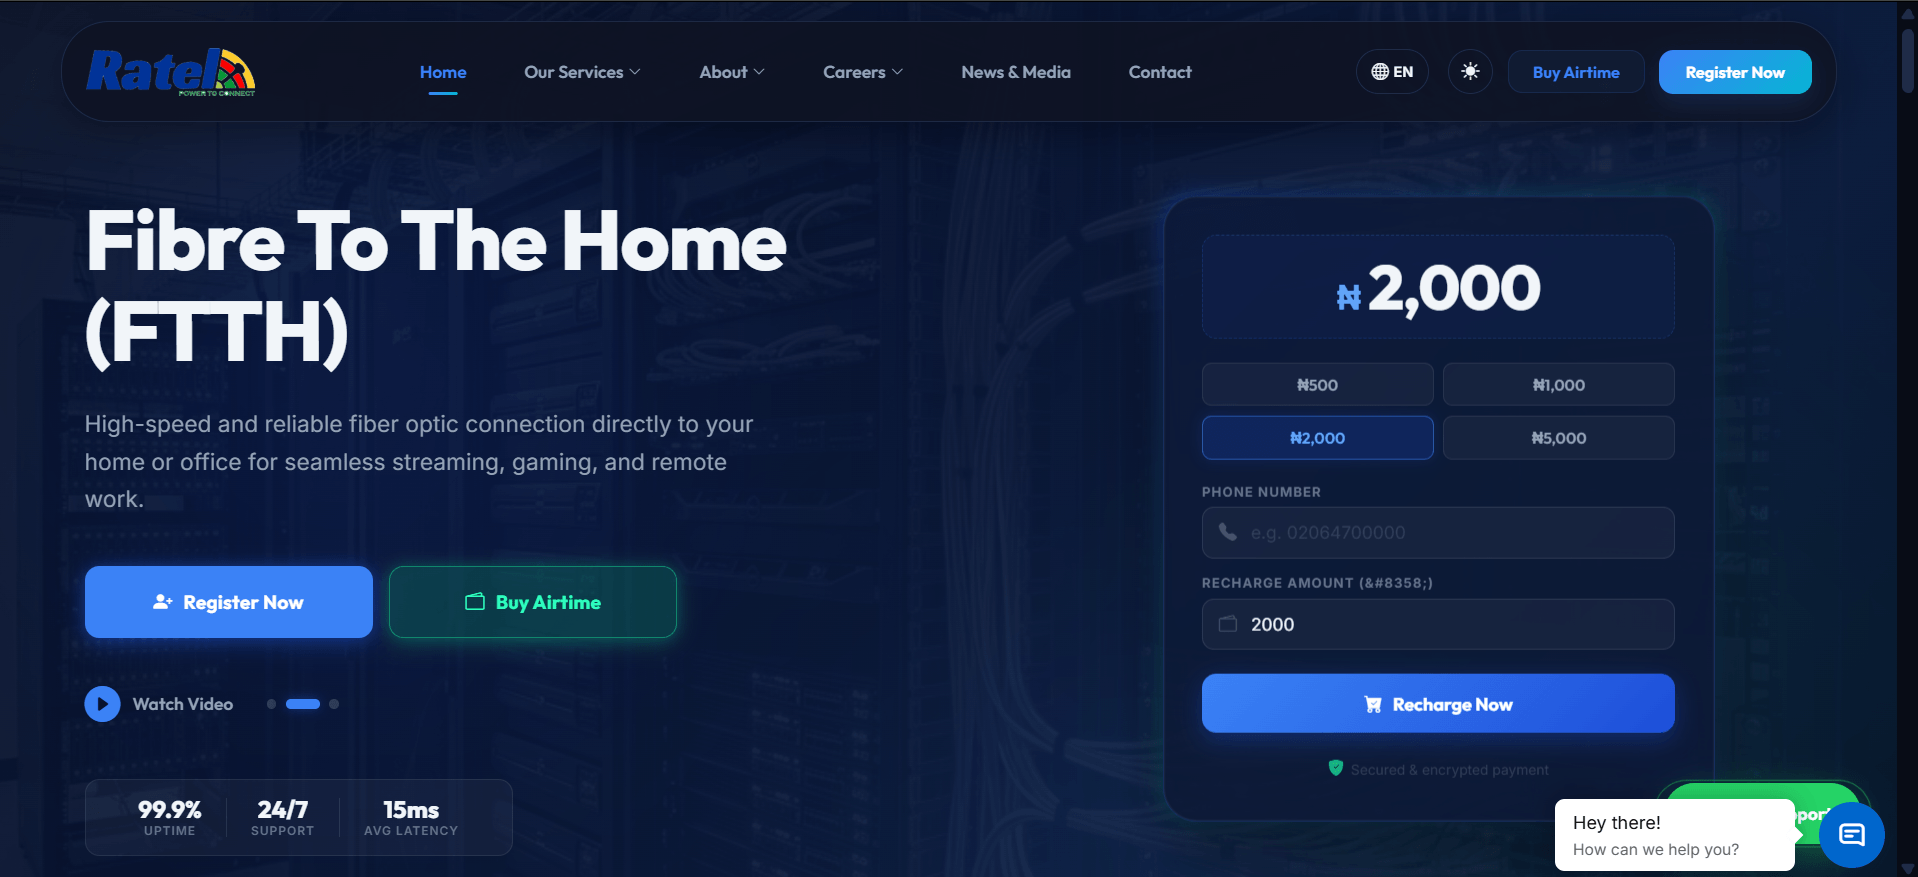 Ratel
POWER TO CONNECT
Home
Our Services
About
Careers
News & Media
Contact
EN
Buy Airtime
Register Now
Fibre To The Home
(FTTH)
High-speed and reliable fiber optic connection directly to your
home or office for seamless streaming, gaming, and remote
work.
Register Now
Buy Airtime
Watch Video
99.9%
UPTIME
24/7
SUPPORT
15ms
AVG LATENCY
₦2,000
₦500
₦1,000
₦2,000
₦5,000
PHONE NUMBER
e.g. 02064700000
RECHARGE AMOUNT (&#8358;)
2000
Recharge Now
Secured & encrypted payment
Hey there!
How can we help you?